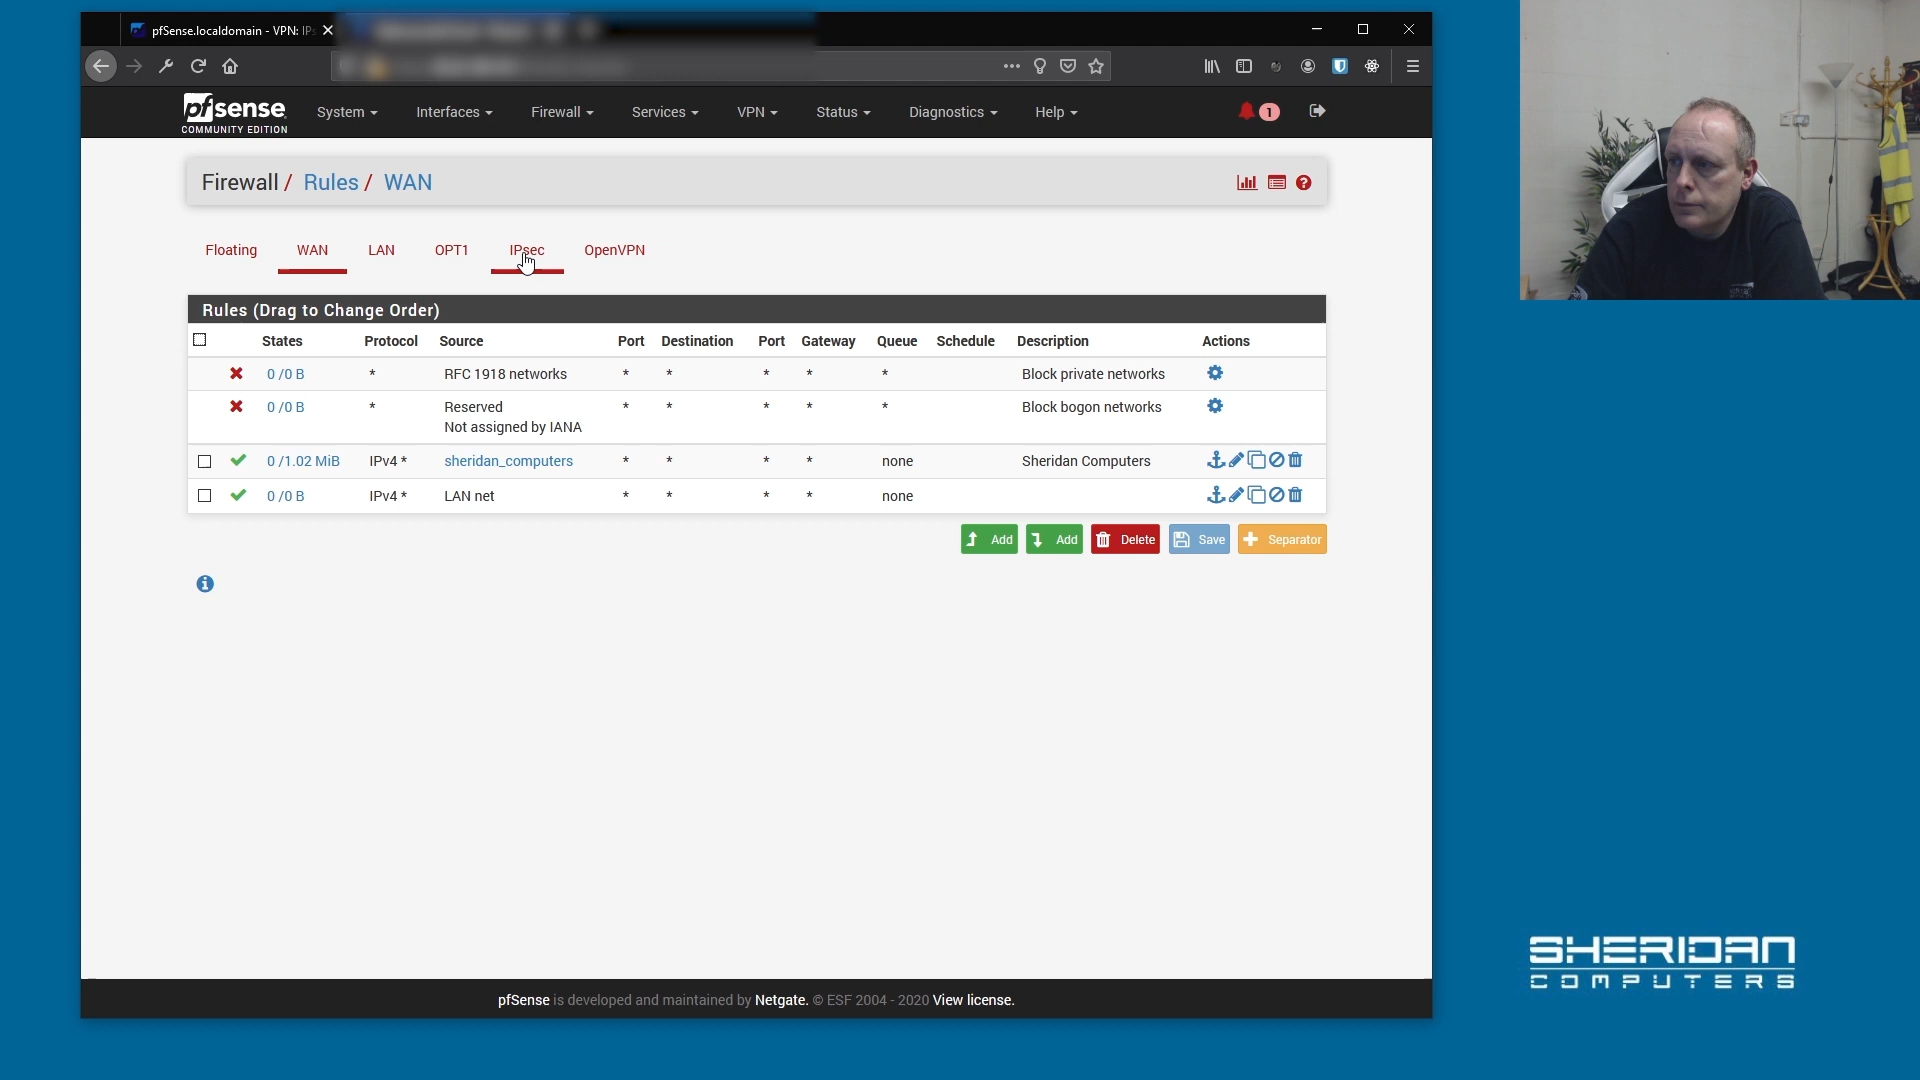 pfSense.localdomain - VPN: IPs
pfsense
COMMUNITY EDITION
System
Interfaces
Firewall
Services
VPN
Status
Diagnostics
Help
1
Firewall / Rules / WAN
Floating
WAN
LAN
OPT1
IPsec
OpenVPN
Rules (Drag to Change Order)
States Protocol Source Port Destination Port Gateway Queue Schedule Description Actions
0 /0 B * RFC 1918 networks * * * * * Block private networks
0 /0 B * Reserved * * * * * Block bogon networks
Not assigned by IANA
0 /1.02 MiB IPv4 * sheridan_computers * * * * none Sheridan Computers
0 /0 B IPv4 * LAN net * * * * none
Add
Add
Delete
Save
Separator
pfSense is developed and maintained by Netgate. © ESF 2004 - 2020 View license.
SHERIDAN
COMPUTERS